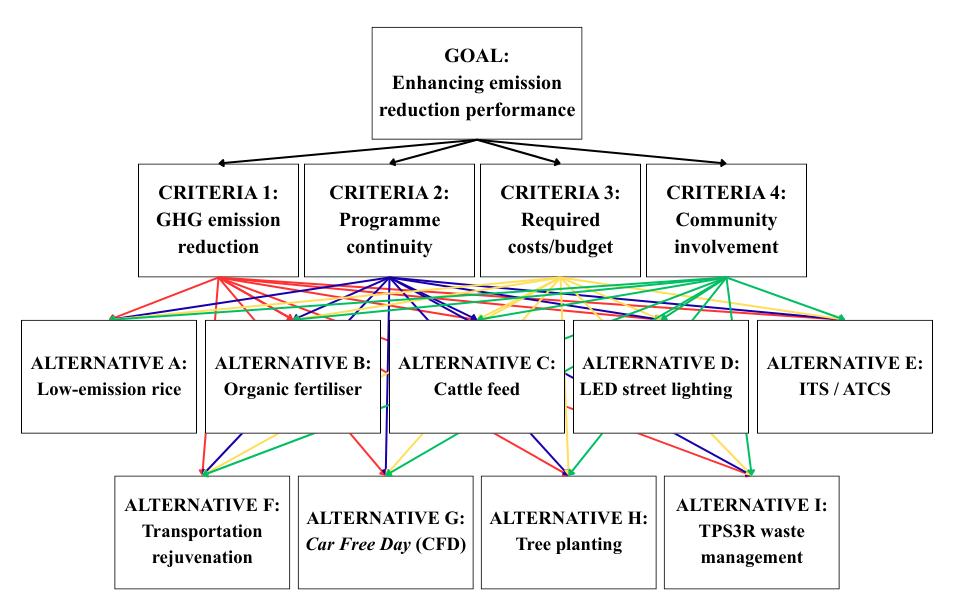 GOAL:
Enhancing emission
reduction performance
CRITERIA 1:
GHG emission
reduction
CRITERIA 2:
Programme
continuity
CRITERIA 3:
Required
costs/budget
CRITERIA 4:
Community
involvement
ALTERNATIVE A:
Low-emission rice
ALTERNATIVE B:
Organic fertiliser
ALTERNATIVE C:
Cattle feed
ALTERNATIVE D:
LED street lighting
ALTERNATIVE E:
ITS / ATCS
ALTERNATIVE F:
Transportation
rejuvenation
ALTERNATIVE G:
Car Free Day (CFD)
ALTERNATIVE H:
Tree planting
ALTERNATIVE I:
TPS3R waste
management